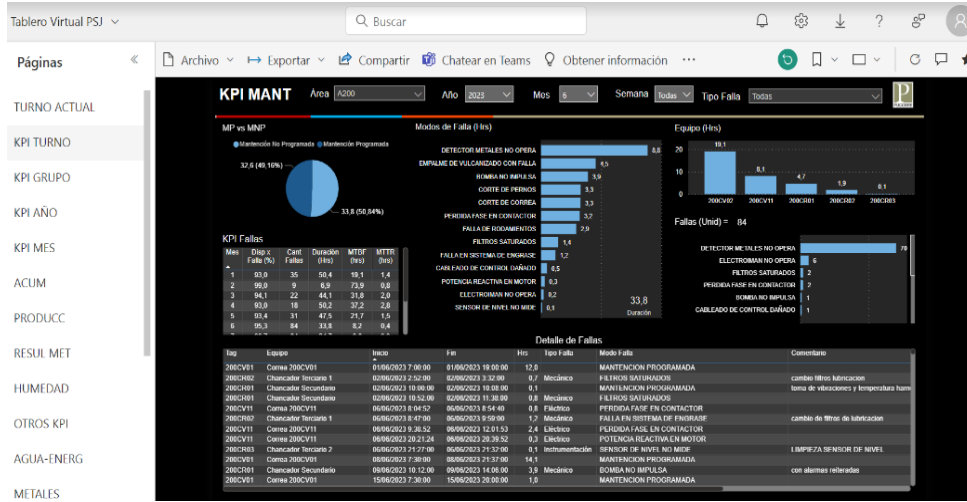 Tablero Virtual PSJ
Buscar
Páginas
Archivo
Exportar
Compartir
Chatear en Teams
Obtener información
TURNO ACTUAL
KPI TURNO
KPI GRUPO
KPI AÑO
KPI MES
ACUM
PRODUCC
RESUL MET
HUMEDAD
OTROS KPI
AGUA-ENERG
METALES
KPI MANT
Área A200
Año 2023
Mes 6
Semana Todas
Tipo Falla Todas
MP vs MNP
Mantención No Programada Mantención Programada
32,6 (49,16%)
33,8 (50,84%)
Modos de Falla (Hrs)
DETECTOR METALES NO OPERA 8,8
EMPALME DE VULCANIZADO CON FALLA 4,5
BOMBA NO IMPULSA 3,9
CORTE DE PERNOS 3,3
CORTE DE CORREA 3,3
PERDIDA FASE EN CONTACTOR 3,2
FALLA DE RODAMIENTOS 2,9
FILTROS SATURADOS 1,4
FALLA EN SISTEMA DE ENGRASE 1,2
CABLEADO DE CONTROL DAÑADO 0,5
POTENCIA REACTIVA EN MOTOR 0,3
ELECTROIMAN NO OPERA 0,2
SENSOR DE NIVEL NO MIDE 0,1
33,8
Duración
Equipo (Hrs)
20
10
0
19,1 8,1 4,7 1,9 0,1
200CV02 200CV11 200CR01 200CR02 200CR03
Fallas (Unid) = 84
DETECTOR METALES NO OPERA 70
ELECTROIMAN NO OPERA 6
FILTROS SATURADOS 2
PERDIDA FASE EN CONTACTOR 2
BOMBA NO IMPULSA 1
CABLEADO DE CONTROL DAÑADO 1
KPI Fallas
Mes Disp x Falla (%) Cant Fallas Duración (Hrs) MTBF (hrs) MTTR (hrs)
1 93,0 35 50,4 19,1 1,4
2 99,0 9 6,9 73,9 0,8
3 94,1 22 44,1 31,8 2,0
4 93,0 18 50,2 37,2 2,8
5 93,4 31 47,5 21,7 1,5
6 95,3 84 33,8 8,2 0,4
Detalle de Fallas
Tag Equipo Inicio Fin Hrs Tipo Falla Modo Falla Comentario
200CV01 Correa 200CV01 01/06/2023 7:00:00 01/06/2023 19:00:00 12,0 MANTENCION PROGRAMADA
200CR02 Chancador Terciario 1 02/06/2023 2:52:00 02/06/2023 3:32:00 0,7 Mecánico FILTROS SATURADOS cambio filtros lubricacion
200CR01 Chancador Secundario 02/06/2023 10:00:00 02/06/2023 10:08:00 0,1 MANTENCION PROGRAMADA toma de vibraciones y temperatura
200CR01 Chancador Secundario 02/06/2023 10:52:00 02/06/2023 11:38:00 0,8 Mecánico FILTROS SATURADOS
200CV11 Correa 200CV11 06/06/2023 8:04:52 06/06/2023 8:54:40 0,8 Eléctrico PERDIDA FASE EN CONTACTOR
200CR02 Chancador Terciario 1 06/06/2023 8:47:00 06/06/2023 9:59:00 1,2 Mecánico FALLA EN SISTEMA DE ENGRASE cambio de filtros de lubricacion
200CV11 Correa 200CV11 06/06/2023 9:38:52 06/06/2023 12:01:53 2,4 Eléctrico PERDIDA FASE EN CONTACTOR
200CV11 Correa 200CV11 06/06/2023 20:21:24 06/06/2023 20:39:52 0,3 Eléctrico POTENCIA REACTIVA EN MOTOR
200CR03 Chancador Terciario 2 06/06/2023 21:27:00 06/06/2023 21:32:00 0,1 Instrumentación SENSOR DE NIVEL NO MIDE LIMPIEZA SENSOR DE NIVEL
200CV01 Correa 200CV01 08/06/2023 7:30:00 08/06/2023 21:37:00 14,1 MANTENCION PROGRAMADA
200CR01 Chancador Secundario 09/06/2023 10:12:00 09/06/2023 14:06:00 3,9 Mecánico BOMBA NO IMPULSA con alarmas reiteradas
200CV01 Correa 200CV01 15/06/2023 7:30:00 15/06/2023 20:00:00 1,0 MANTENCION PROGRAMADA